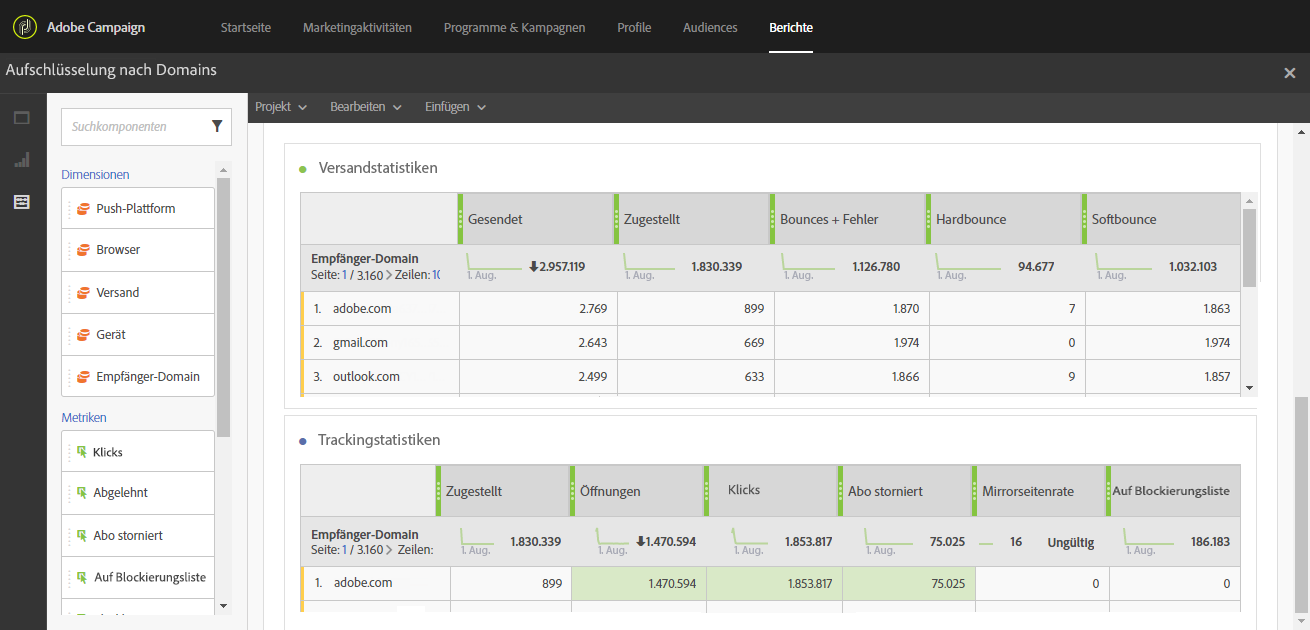 Adobe Campaign Startseite Marketingaktivitäten Programme & Kampagnen Profile Audiences Berichte
Aufschlüsselung nach Domains
Projekt Bearbeiten Einfügen
Suchkomponenten
Dimensionen
Push-Plattform
Browser
Versand
Gerät
Empfänger-Domain
Metriken
Klicks
Abgelehnt
Abo storniert
Auf Blockierungsliste
Versandstatistiken
Gesendet Zugestellt Bounces + Fehler Hardbounce Softbounce
Empfänger-Domain
Seite: 1 / 3.160 > Zeilen: 10
1. Aug. 2.957.119 1. Aug. 1.830.339 1. Aug. 1.126.780 1. Aug. 94.677 1. Aug. 1.032.103
1. adobe.com 2.769 899 1.870 7 1.863
2. gmail.com 2.643 669 1.974 0 1.974
3. outlook.com 2.499 633 1.866 9 1.857
Trackingstatistiken
Zugestellt Öffnungen Klicks Abo storniert Mirrorseitenrate Auf Blockierungsliste
Empfänger-Domain
Seite: 1 / 3.160 > Zeilen:
1. Aug. 1.830.339 1. Aug. 1.470.594 1. Aug. 1.853.817 1. Aug. 75.025 16 Ungültig 1. Aug. 186.183
1. adobe.com 899 1.470.594 1.853.817 75.025 0 0